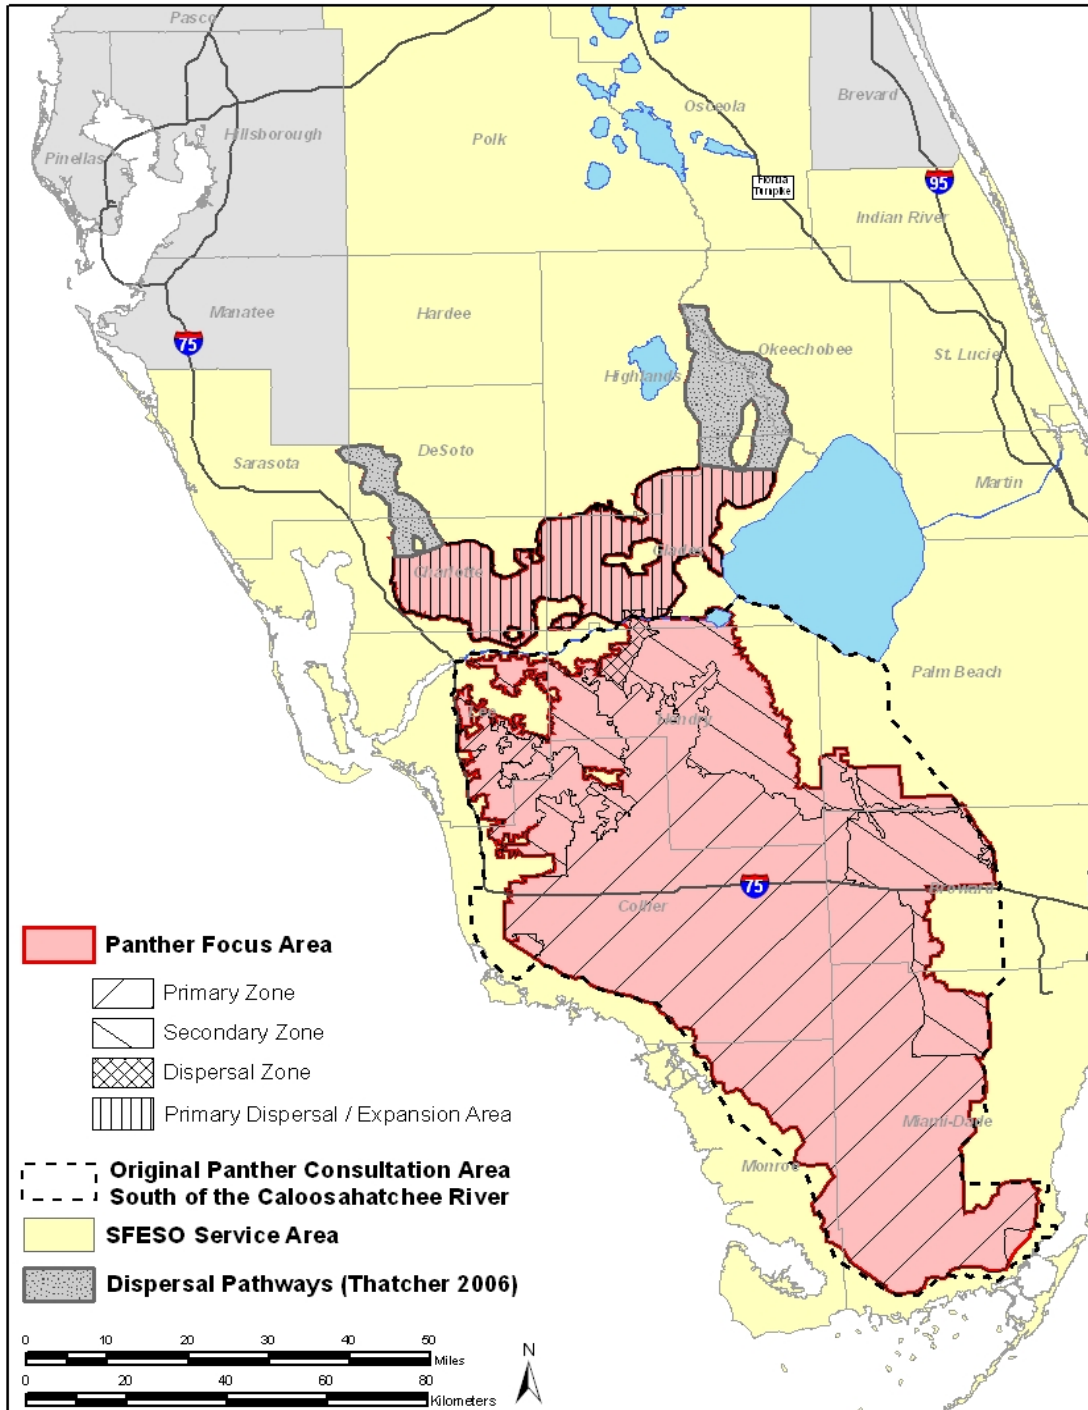 Pasco
Hillsborough
Pinellas
Polk
Osceola
Brevard
Florida
Turnpike
95
Indian River
Manatee
75
Hardee
Highlands
Okeechobee
St. Lucie
Sarasota
DeSoto
Martin
Charlotte
Glades
Palm Beach
Lee
Hendry
75
Collier
Broward
Miami-Dade
Monroe
Panther Focus Area
Primary Zone
Secondary Zone
Dispersal Zone
Primary Dispersal / Expansion Area
Original Panther Consultation Area
South of the Caloosahatchee River
SFESO Service Area
Dispersal Pathways (Thatcher 2006)
0 10 20 30 40 50
Miles
0 20 40 60 80
Kilometers
N